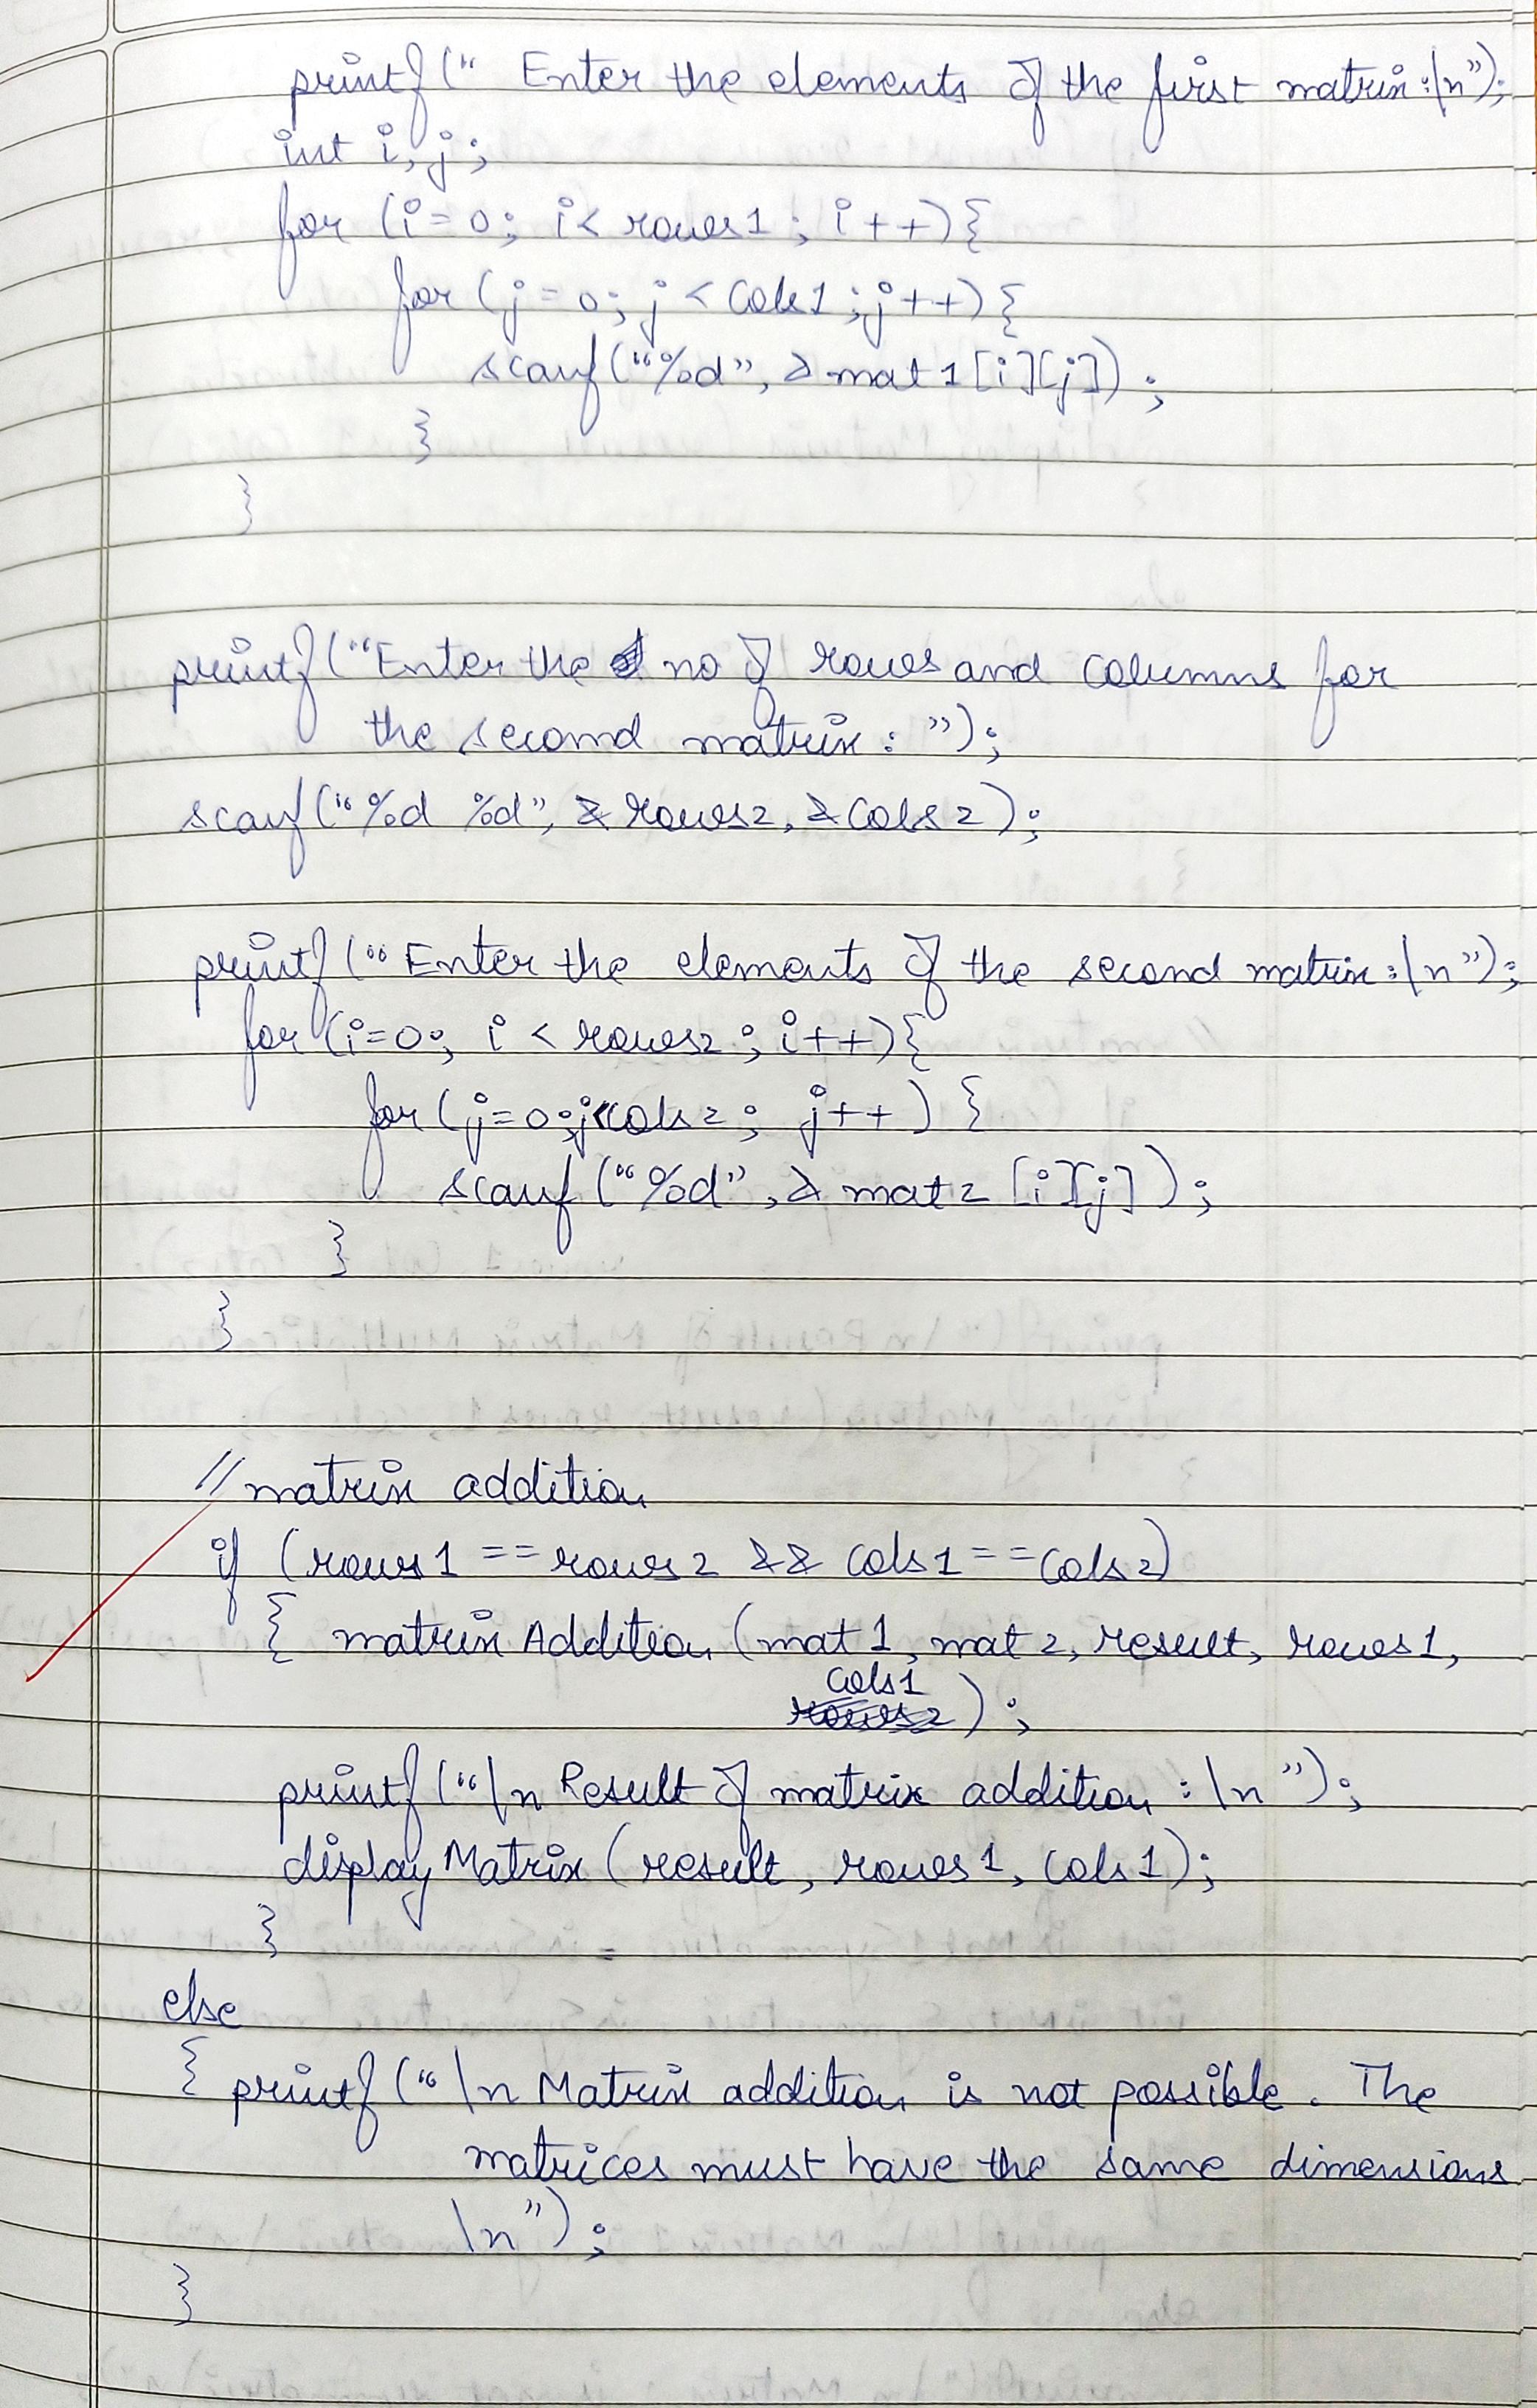 printf(" Enter the elements of the first matrix:\n");
int i, j;
for (i=0; i< rows1; i++){
for (j=0; j < cols1; j++){
scanf("%d", & mat1[i][j]);
}
}
printf("Enter the no of rows and columns for
the second matrix: ");
scanf("%d %d", & rows2, & cols2);
printf("Enter the elements of the second matrix:\n");
for (i=0; i < rows2; i++){
for (j=0; j<cols2; j++) {
scanf("%d", & mat2 [i][j]);
}
}
// matrix addition
if (rows1 == rows2 && cols1 == cols2)
{ matrix Addition (mat1, mat2, result, rows1,
cols1
rows2);
printf("\n Result of matrix addition : \n");
display Matrix (result, rows1, cols1);
}
else
{ printf("\n Matrix addition is not possible. The
matrices must have the same dimensions
\n");
}